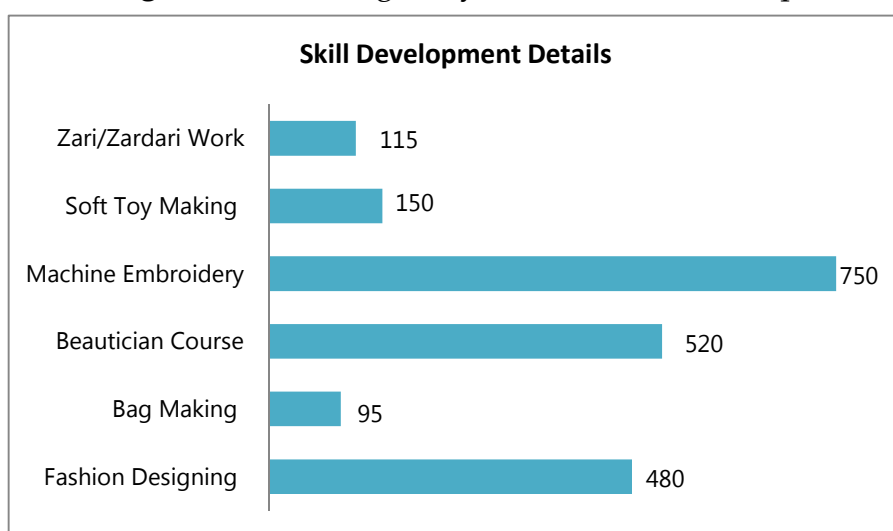 Skill Development Details
Zari/Zardari Work 115
Soft Toy Making 150
Machine Embroidery 750
Beautician Course 520
Bag Making 95
Fashion Designing 480